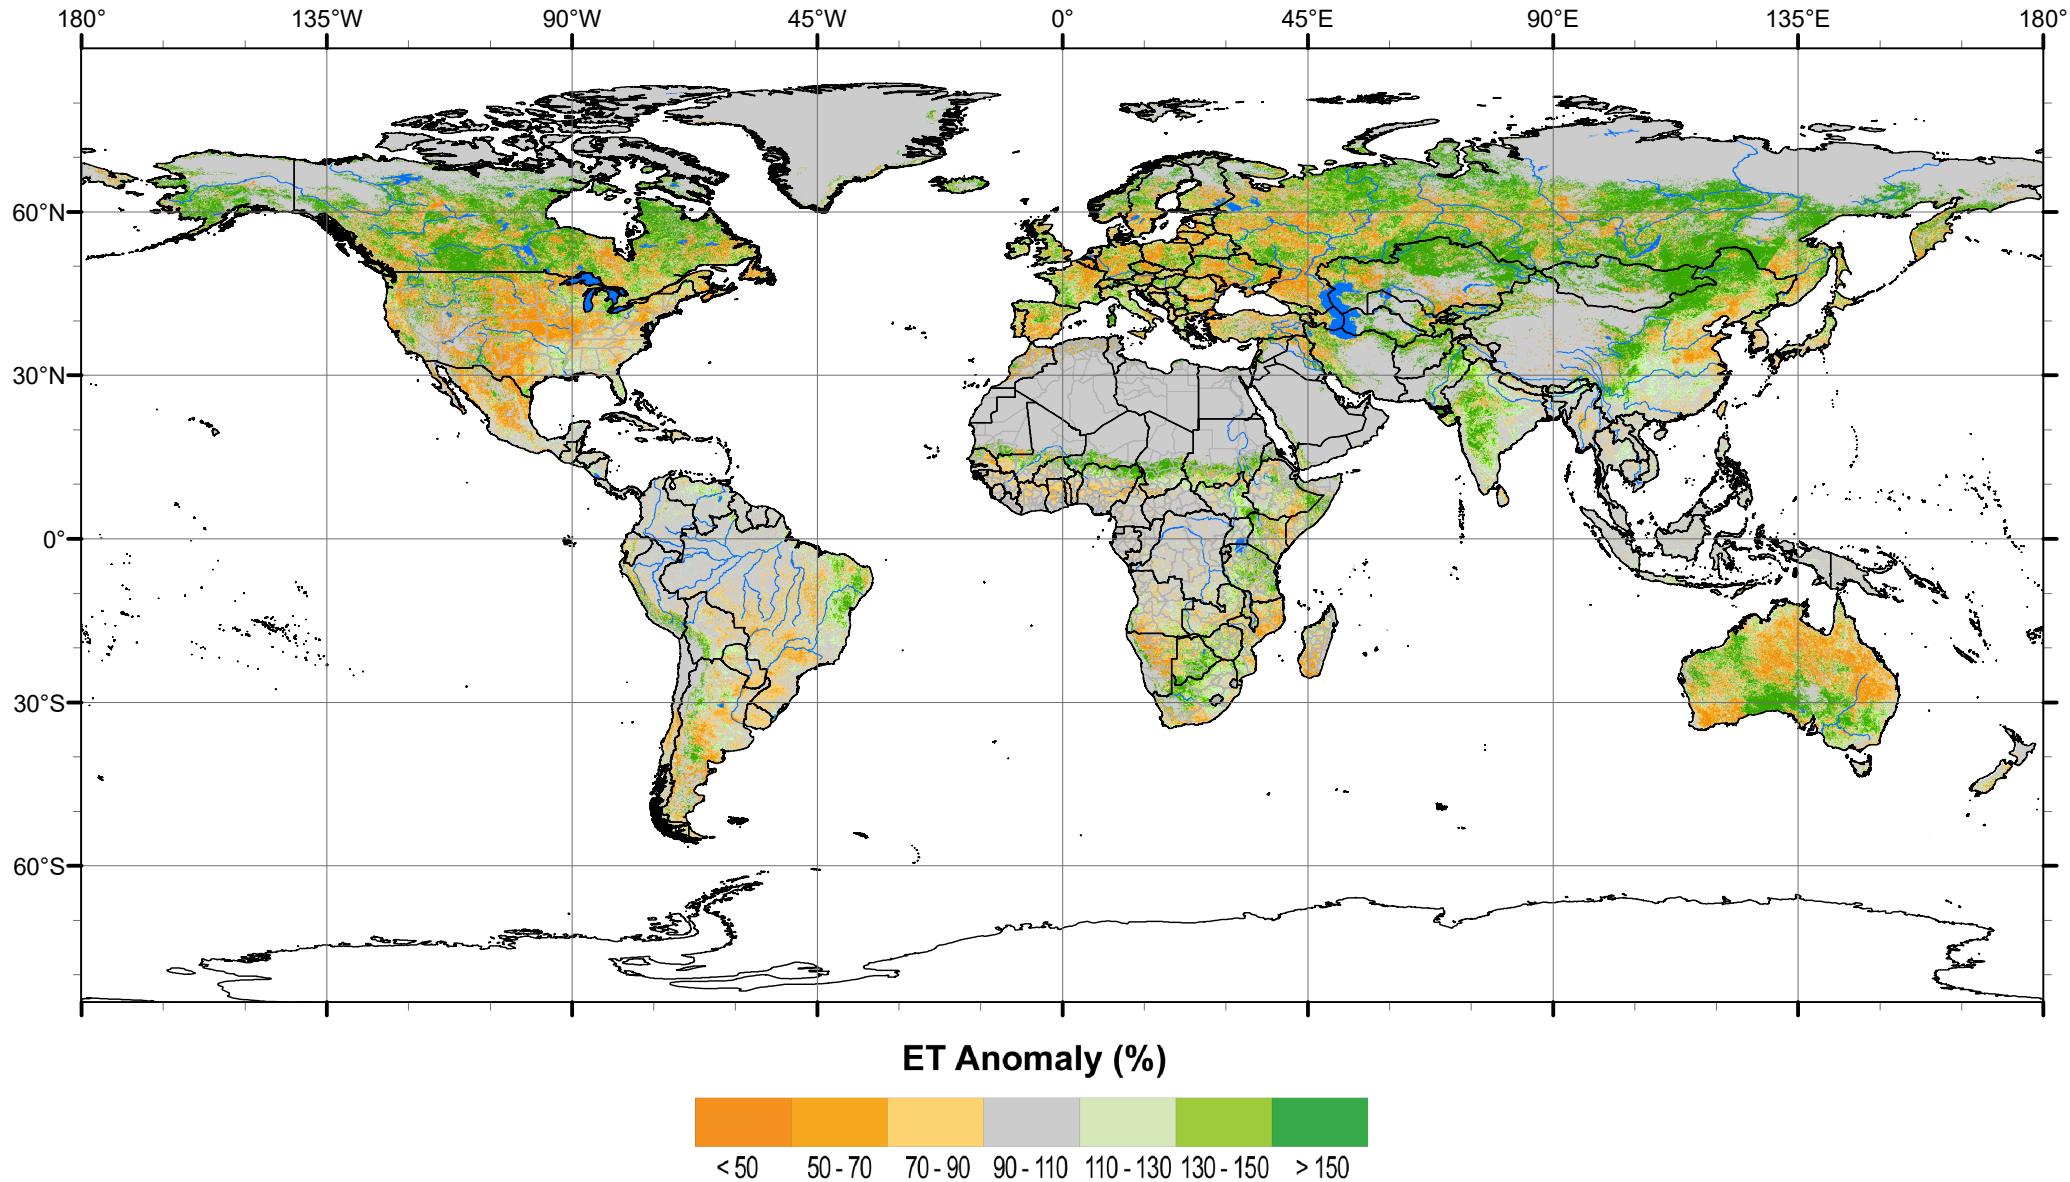 180° 135°W 90°W 45°W 0° 45°E 90°E 135°E 180°
60°N
30°N
0°
30°S
60°S
ET Anomaly (%)
< 50 50 - 70 70 - 90 90 - 110 110 - 130 130 - 150 > 150